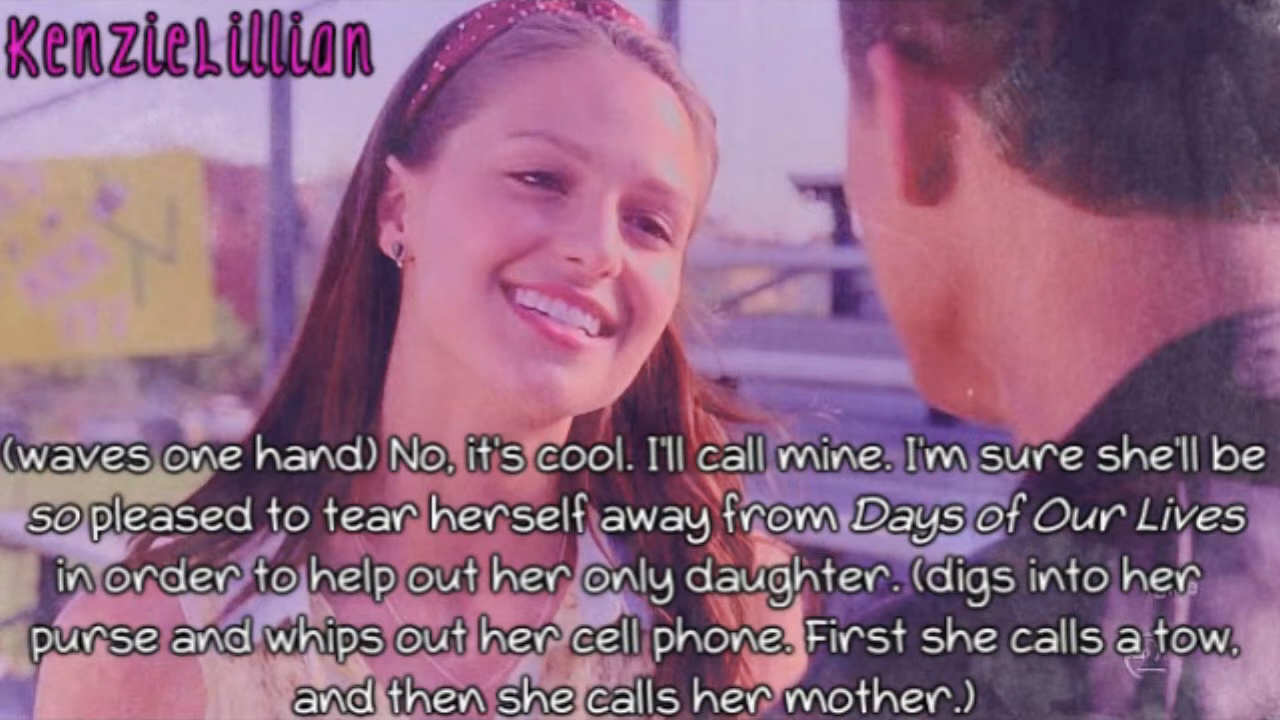 KenzieLillian
(waves one hand) No, it's cool. I'll call mine. I'm sure she'll be
so pleased to tear herself away from Days of Our Lives
in order to help out her only daughter. (digs into her
purse and whips out her cell phone. First she calls a tow,
and then she calls her mother.)